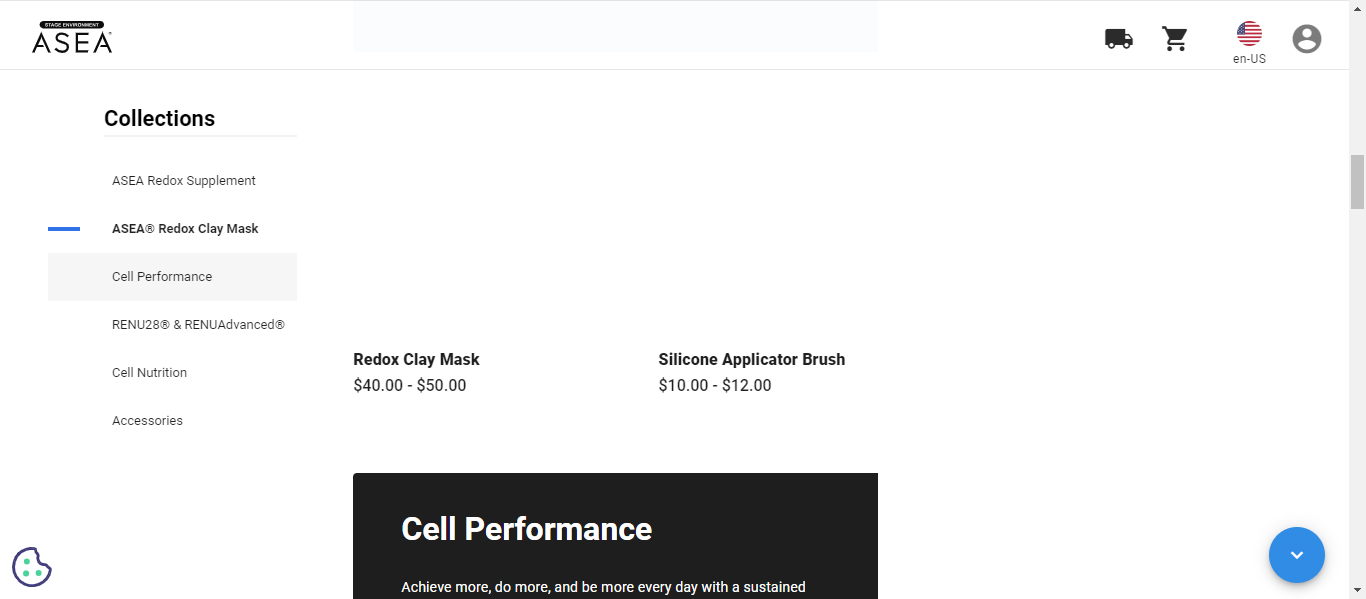 STAGE ENVIRONMENT
ASEA
en-US
Collections
ASEA Redox Supplement
ASEA® Redox Clay Mask
Cell Performance
RENU28® & RENUAdvanced®
Cell Nutrition
Accessories
Redox Clay Mask
$40.00 - $50.00
Silicone Applicator Brush
$10.00 - $12.00
Cell Performance
Achieve more, do more, and be more every day with a sustained